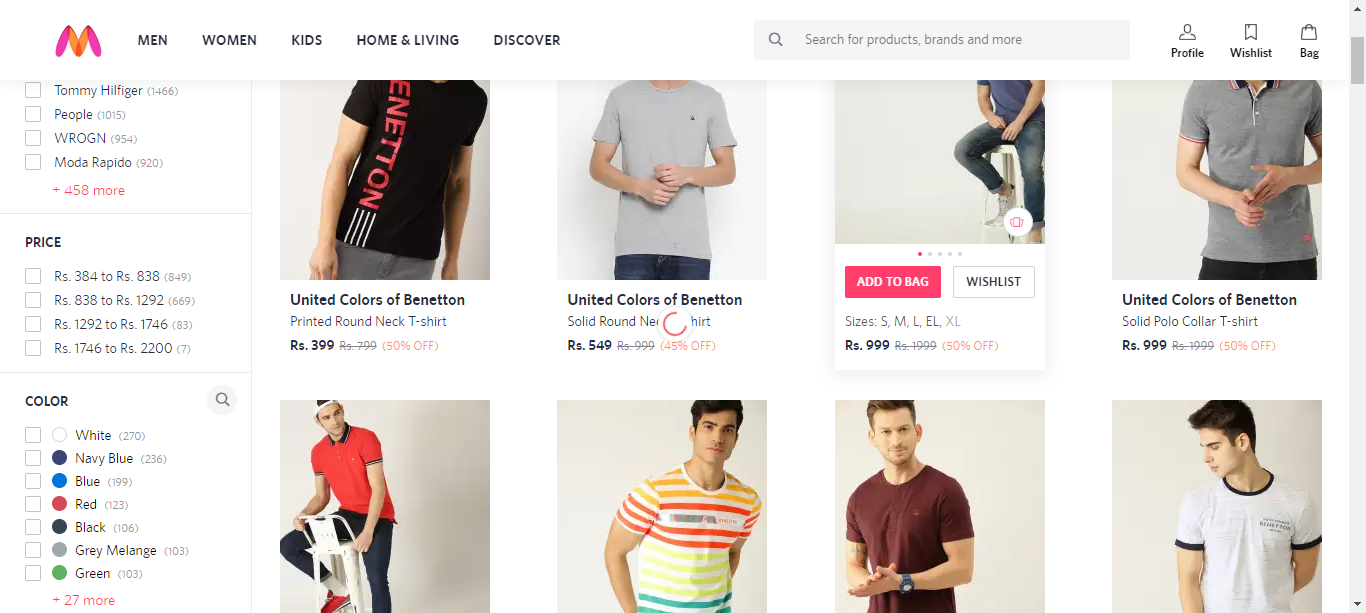 MEN WOMEN KIDS HOME & LIVING DISCOVER
Search for products, brands and more
Profile Wishlist Bag
Tommy Hilfiger (1466)
People (1015)
WROGN (954)
Moda Rapido (920)
+ 458 more
PRICE
Rs. 384 to Rs. 838 (849)
Rs. 838 to Rs. 1292 (669)
Rs. 1292 to Rs. 1746 (83)
Rs. 1746 to Rs. 2200 (7)
COLOR
White (270)
Navy Blue (236)
Blue (199)
Red (123)
Black (106)
Grey Melange (103)
Green (103)
+ 27 more
ENETTON
United Colors of Benetton
Printed Round Neck T-shirt
Rs. 399 Rs. 799 (50% OFF)
United Colors of Benetton
Solid Round
Rs. 549 Rs. 999 (45% OFF)
ADD TO BAG WISHLIST
Sizes: S, M, L, EL, XL
Rs. 999 Rs. 1999 (50% OFF)
United Colors of Benetton
Solid Polo Collar T-shirt
Rs. 999 Rs. 1999 (50% OFF)
BENETTON